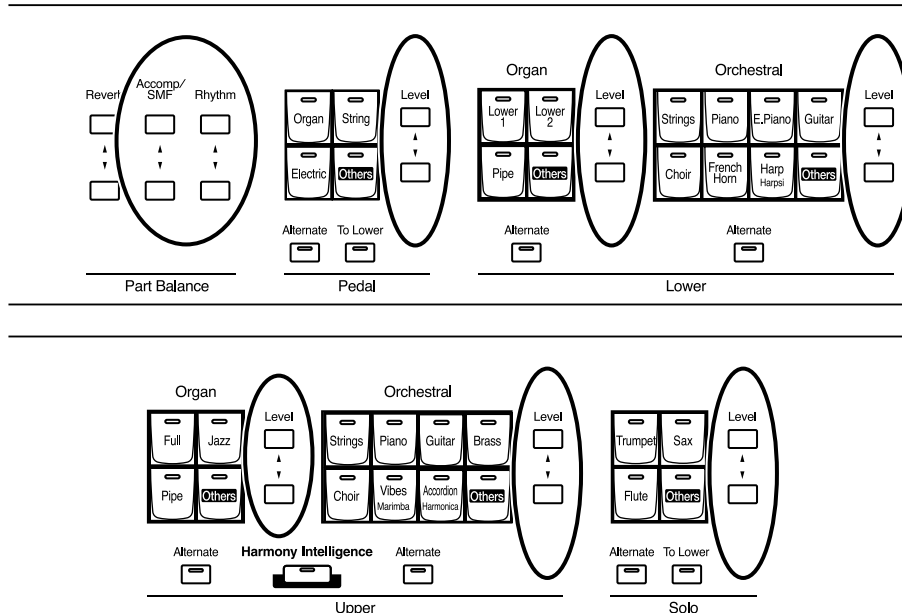 Organ
Orchestral
Reverb
Accomp/
SMF
Rhythm
Level
Level
Level
Organ
String
Electric
Others
Lower
1
Lower
2
Pipe
Others
Strings
Piano
E.Piano
Guitar
Choir
French
Horn
Harp
Harpsi
Others
Alternate
To Lower
Alternate
Alternate
Part Balance
Pedal
Lower
Organ
Orchestral
Level
Level
Level
Full
Jazz
Pipe
Others
Strings
Piano
Guitar
Brass
Choir
Vibes
Marimba
Accordion
Harmonica
Others
Trumpet
Sax
Flute
Others
Alternate
Harmony Intelligence
Alternate
Alternate
To Lower
Upper
Solo